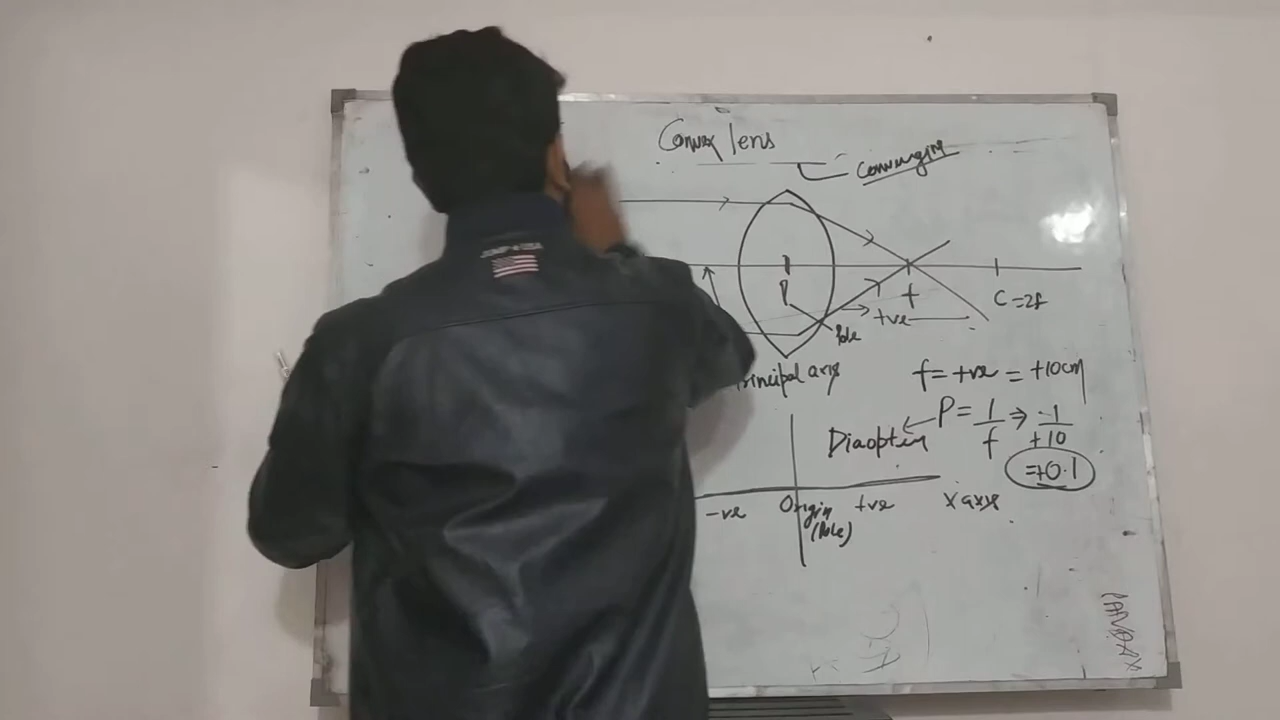 Convex lens
Converging
P
f
C = 2f
+ve
Pole
Principal axis
f = +ve = +10cm
P = 1/f ⇒ 1/+10
= +0.1
Diaopter
-ve Origin +ve X axis
(Pole)